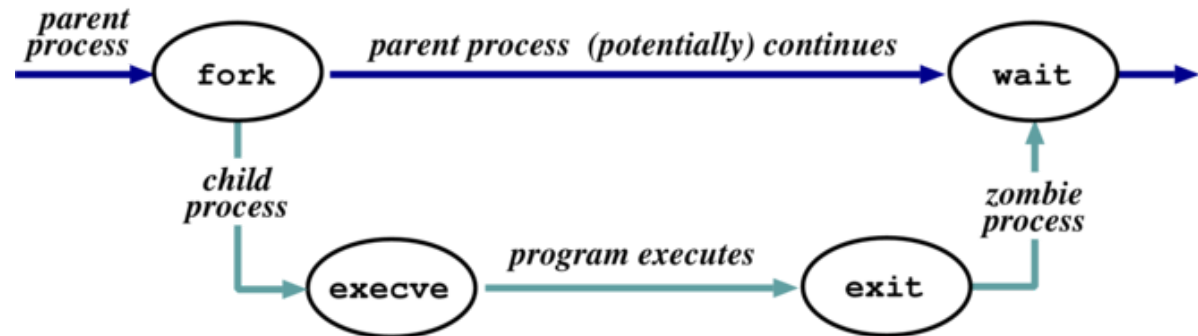 parent
process
fork
parent process (potentially) continues
wait
child
process
zombie
process
execve
program executes
exit